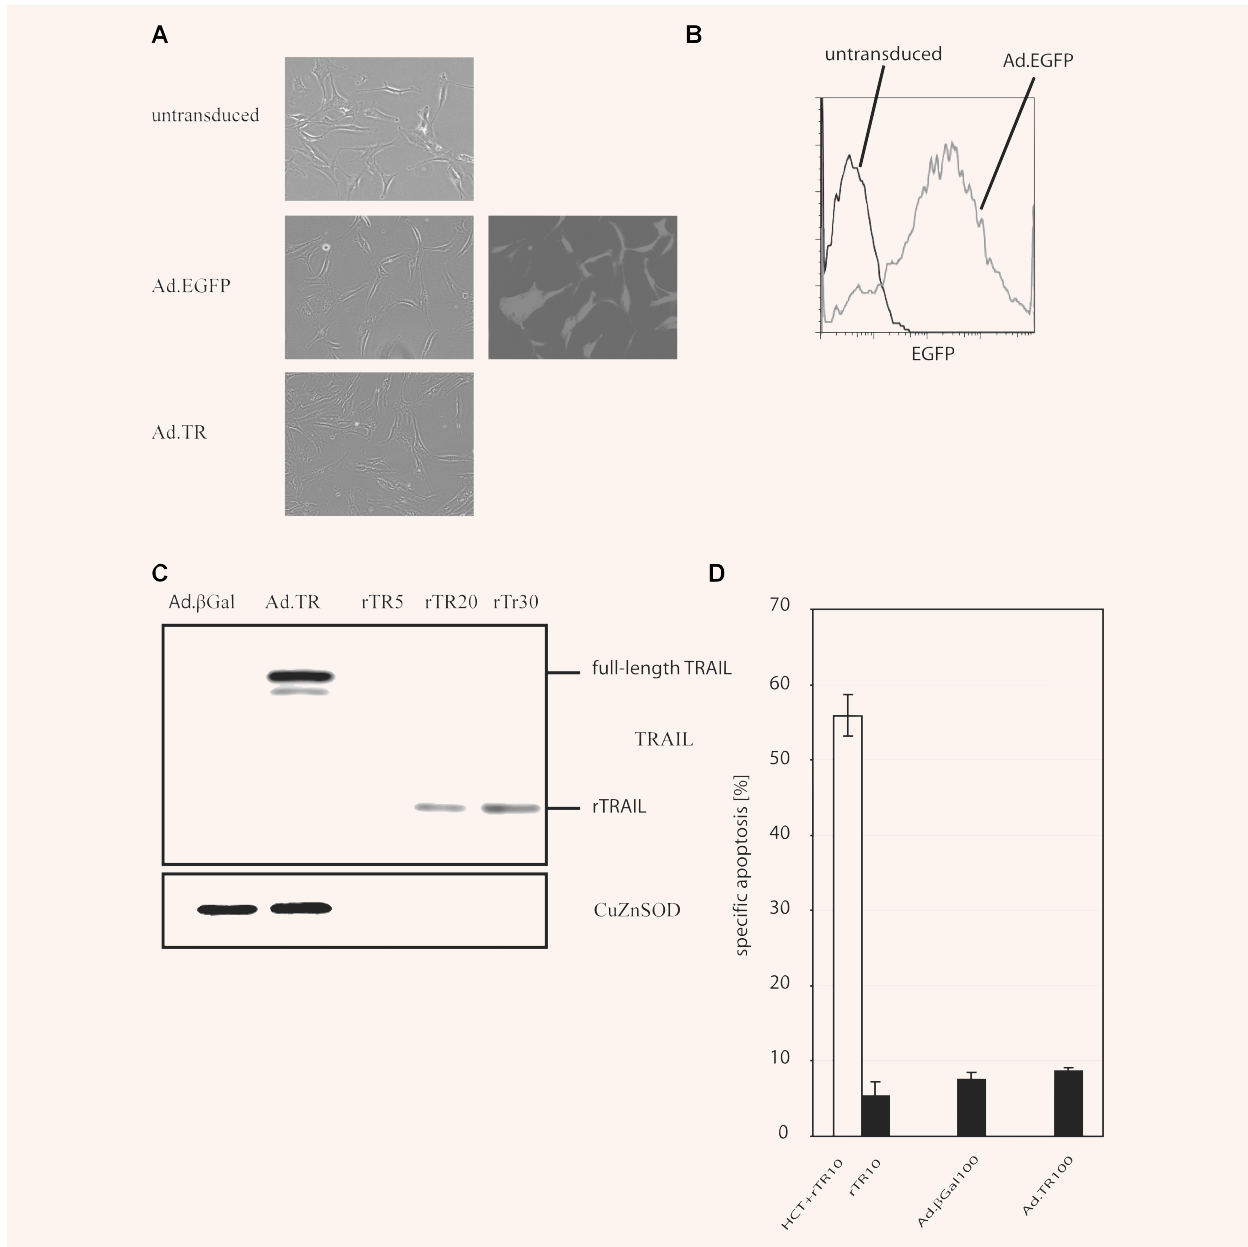 A
B
untransduced
Ad.EGFP
untransduced
Ad.EGFP
EGFP
Ad.TR
C
D
Ad.βGal Ad.TR rTR5 rTR20 rTr30
full-length TRAIL
TRAIL
rTRAIL
CuZnSOD
specific apoptosis [%]
70
60
50
40
30
20
10
0
HCT+rTR10
rTR10
Ad.βGal100
Ad.TR100